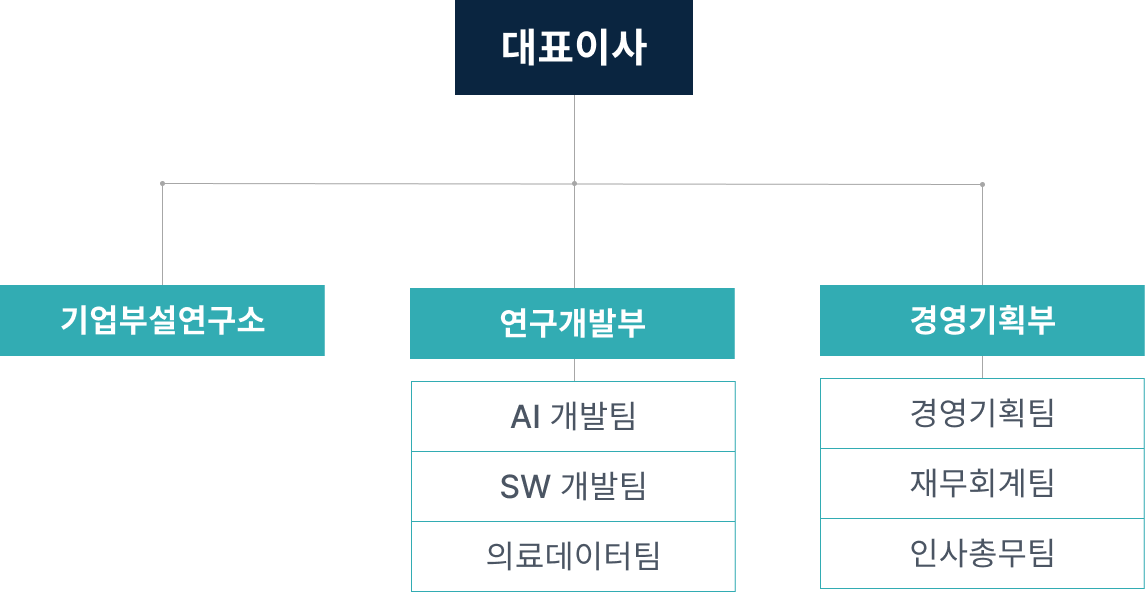 대표이사
기업부설연구소
연구개발부
AI 개발팀
SW 개발팀
의료데이터팀
경영기획부
경영기획팀
재무회계팀
인사총무팀